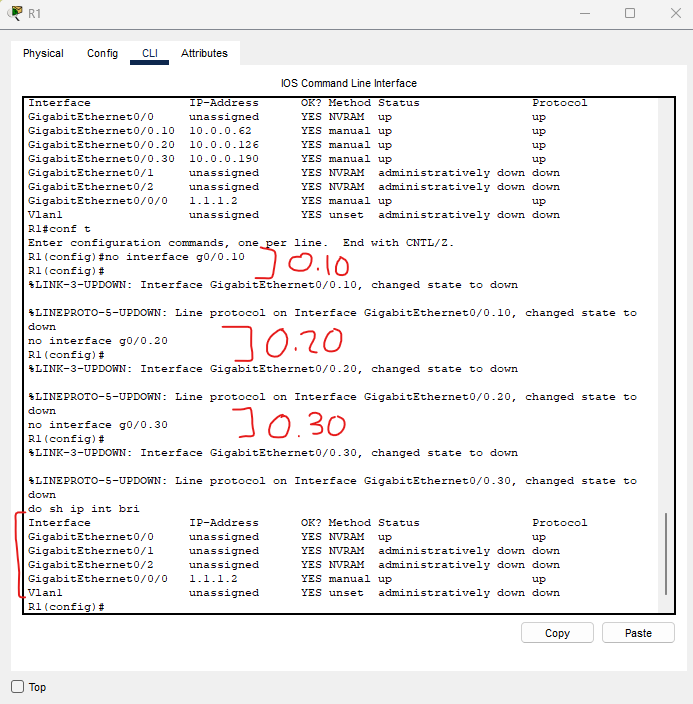 R1
Physical Config CLI Attributes
IOS Command Line Interface
Interface IP-Address OK? Method Status Protocol
GigabitEthernet0/0 unassigned YES NVRAM up up
GigabitEthernet0/0.10 10.0.0.62 YES manual up up
GigabitEthernet0/0.20 10.0.0.126 YES manual up up
GigabitEthernet0/0.30 10.0.0.190 YES manual up up
GigabitEthernet0/1 unassigned YES NVRAM administratively down down
GigabitEthernet0/2 unassigned YES NVRAM administratively down down
GigabitEthernet0/0/0 1.1.1.2 YES manual up up
Vlan1 unassigned YES unset administratively down down
R1#conf t
Enter configuration commands, one per line. End with CNTL/Z.
R1(config)#no interface g0/0.10
0.10
R1(config)#
%LINK-3-UPDOWN: Interface GigabitEthernet0/0.10, changed state to down
%LINEPROTO-5-UPDOWN: Line protocol on Interface GigabitEthernet0/0.10, changed state to
down
no interface g0/0.20
0.20
R1(config)#
%LINK-3-UPDOWN: Interface GigabitEthernet0/0.20, changed state to down
%LINEPROTO-5-UPDOWN: Line protocol on Interface GigabitEthernet0/0.20, changed state to
down
no interface g0/0.30
0.30
R1(config)#
%LINK-3-UPDOWN: Interface GigabitEthernet0/0.30, changed state to down
%LINEPROTO-5-UPDOWN: Line protocol on Interface GigabitEthernet0/0.30, changed state to
down
do sh ip int bri
Interface IP-Address OK? Method Status Protocol
GigabitEthernet0/0 unassigned YES NVRAM up up
GigabitEthernet0/1 unassigned YES NVRAM administratively down down
GigabitEthernet0/2 unassigned YES NVRAM administratively down down
GigabitEthernet0/0/0 1.1.1.2 YES manual up up
Vlan1 unassigned YES unset administratively down down
R1(config)#
Copy Paste
Top